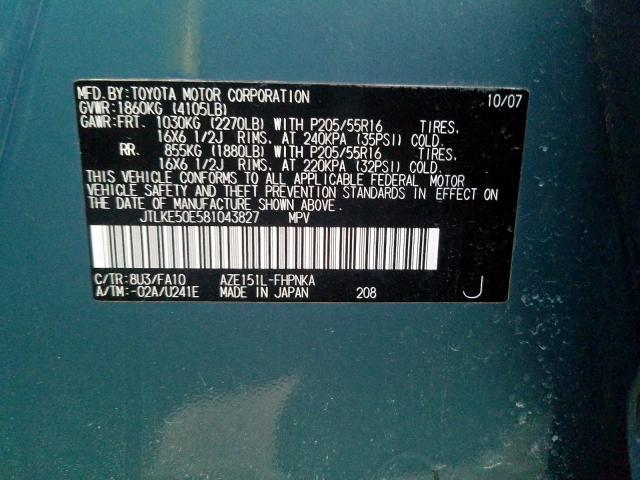 MFD. BY: TOYOTA MOTOR CORPORATION 10/07
GVWR: 1860KG (4105LB)
GAWR: FRT. 1030KG (2270LB) WITH P205/55R16 TIRES,
16X6 1/2J RIMS, AT 240KPA (35PSI) COLD.
RR. 855KG (1880LB) WITH P205/55R16 TIRES,
16X6 1/2J RIMS, AT 220KPA (32PSI) COLD.
THIS VEHICLE CONFORMS TO ALL APPLICABLE FEDERAL MOTOR
VEHICLE SAFETY AND THEFT PREVENTION STANDARDS IN EFFECT ON
THE DATE OF MANUFACTURE SHOWN ABOVE.
JTLKE50E581043827 MPV
C/TR: 8U3/FA10 AZE151L-FHPNKA
A/TM: -02A/U241E MADE IN JAPAN 208 J